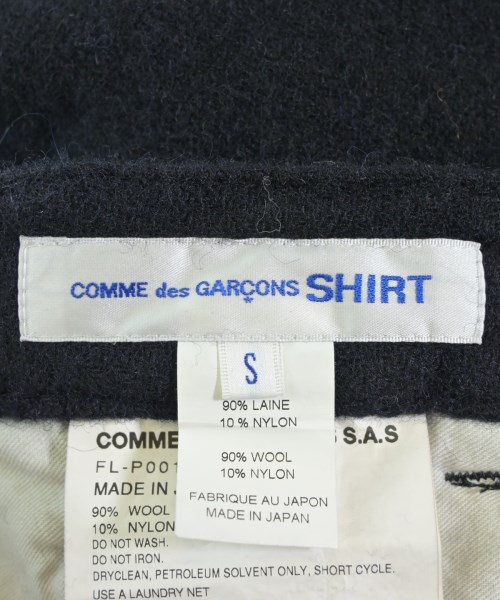 COMME des GARÇONS SHIRT
S
90% LAINE
10 % NYLON
90% WOOL
10% NYLON
FABRIQUE AU JAPON
MADE IN JAPAN
COMME S.A.S
FL-P001
MADE IN
90% WOOL
10% NYLON
DO NOT WASH.
DO NOT IRON.
DRYCLEAN, PETROLEUM SOLVENT ONLY, SHORT CYCLE.
USE A LAUNDRY NET